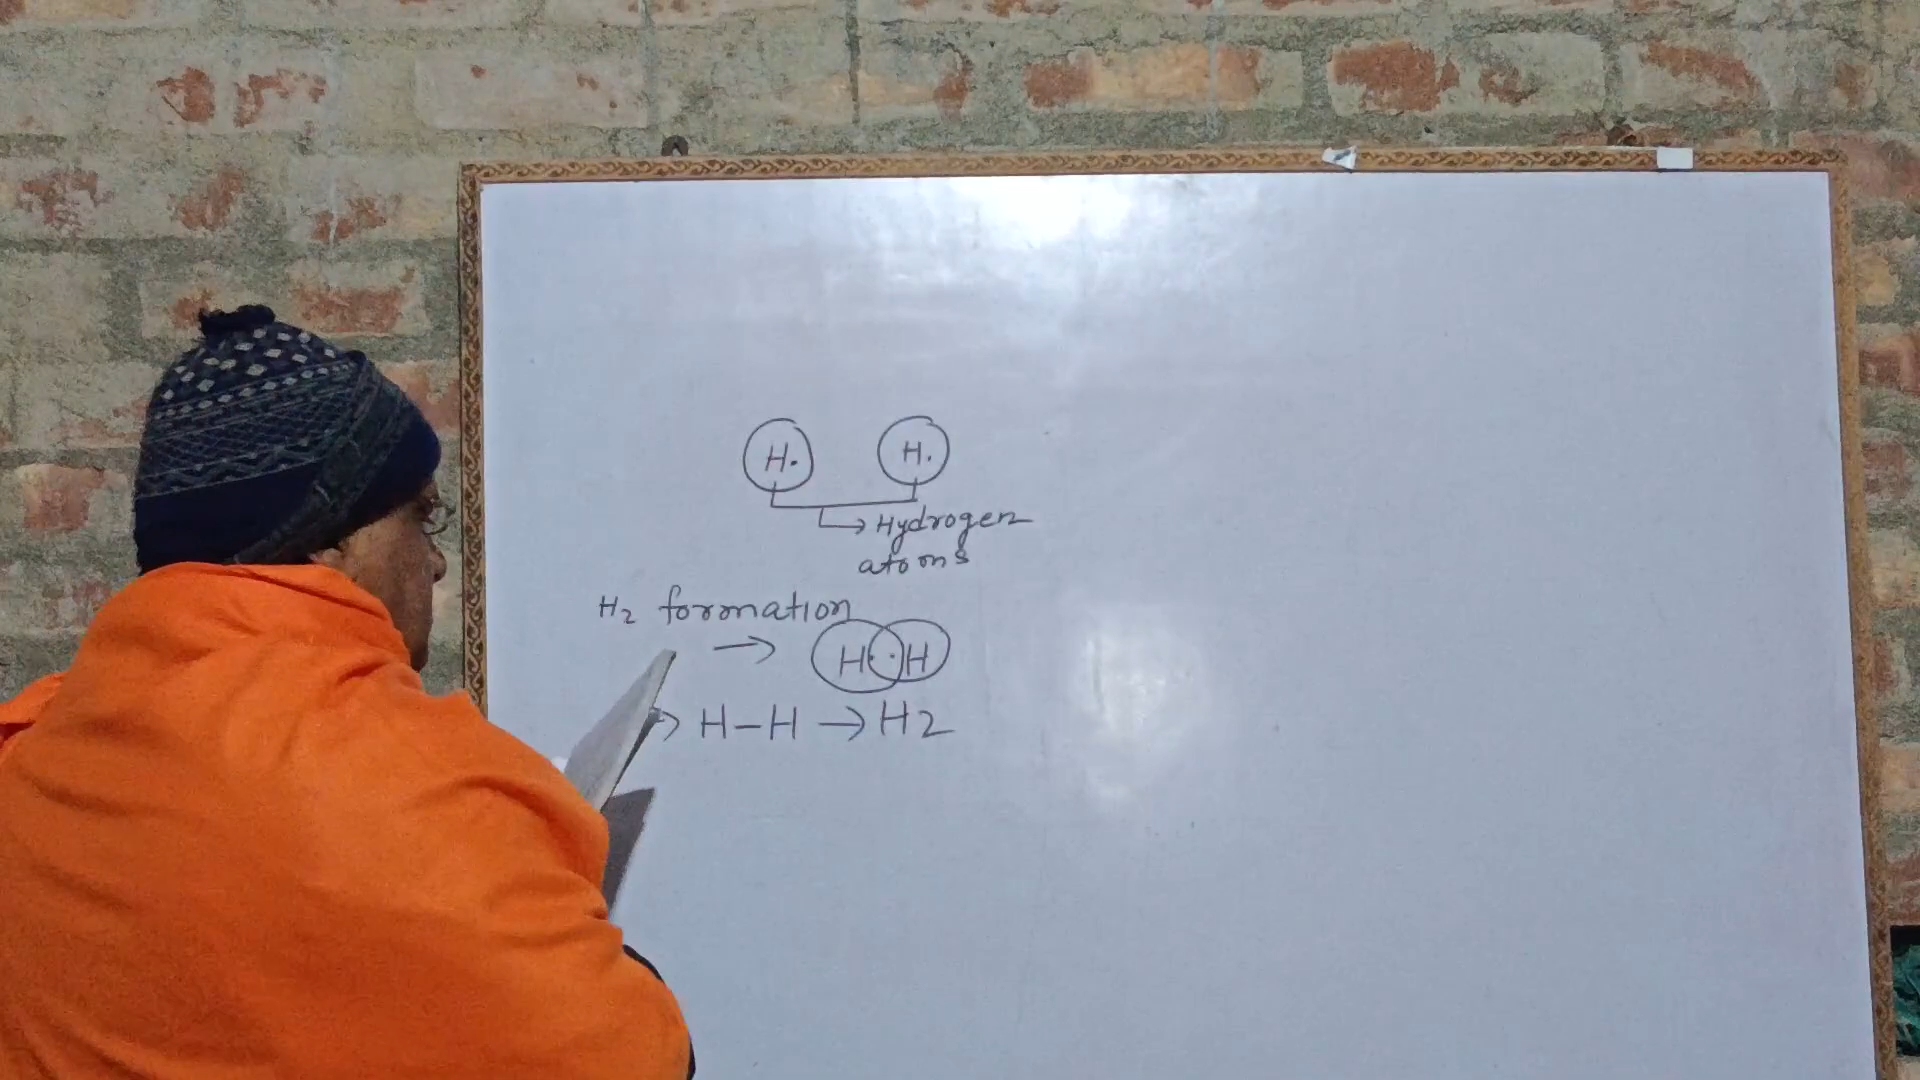 H. H.
→ Hydrogen
atoms
H2 formation
→ H··H
→ H-H → H2